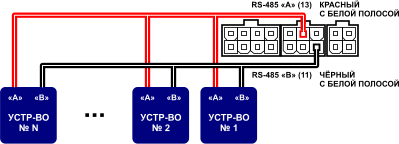 RS-485 «А» (13)
КРАСНЫЙ
С БЕЛОЙ ПОЛОСОЙ
RS-485 «В» (11)
ЧЁРНЫЙ
С БЕЛОЙ ПОЛОСОЙ
«А» «В»
УСТР-ВО
№ N
...
«А» «В»
УСТР-ВО
№ 2
«А» «В»
УСТР-ВО
№ 1